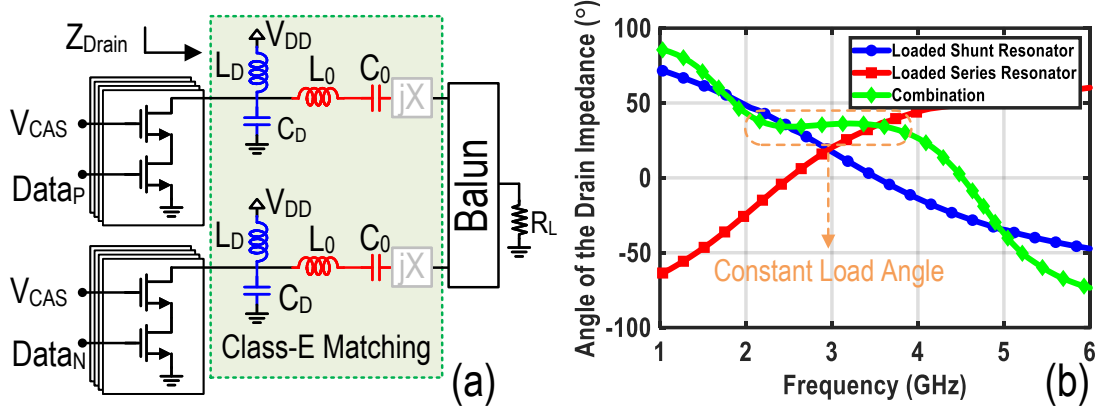 Z_Drain
V_DD
L_D
L_0
C_0
jX
C_D
V_CAS
Data_P
V_DD
L_D
L_0
C_0
jX
C_D
V_CAS
Data_N
Class-E Matching
Balun
R_L
(a)
Angle of the Drain Impedance (°)
100
50
0
-50
-100
Loaded Shunt Resonator
Loaded Series Resonator
Combination
Constant Load Angle
1 2 3 4 5 6
Frequency (GHz)
(b)